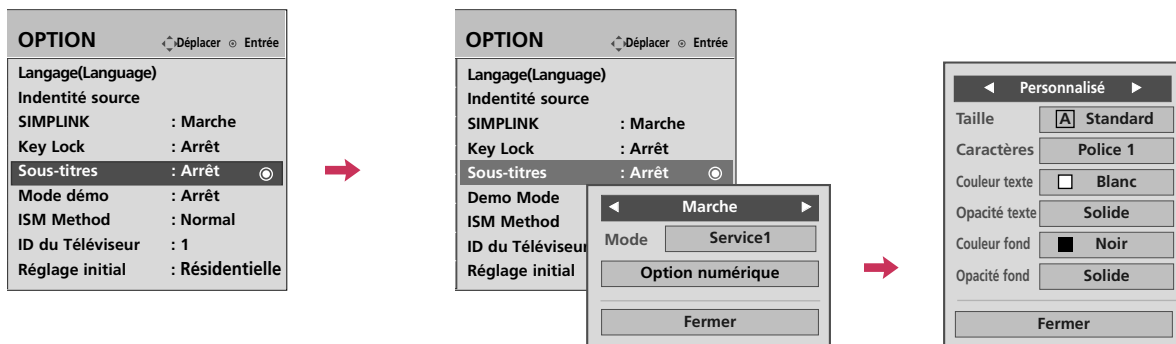 OPTION Déplacer Entrée
Langage(Language)
Indentité source
SIMPLINK : Marche
Key Lock : Arrêt
Sous-titres : Arrêt
Mode démo : Arrêt
ISM Method : Normal
ID du Téléviseur : 1
Réglage initial : Résidentielle
OPTION Déplacer Entrée
Langage(Language)
Indentité source
SIMPLINK : Marche
Key Lock : Arrêt
Sous-titres : Arrêt
Demo Mode
ISM Method
ID du Téléviseur
Réglage initial
Marche
Mode Service1
Option numérique
Fermer
Personnalisé
Taille A Standard
Caractères Police 1
Couleur texte Blanc
Opacité texte Solide
Couleur fond Noir
Opacité fond Solide
Fermer